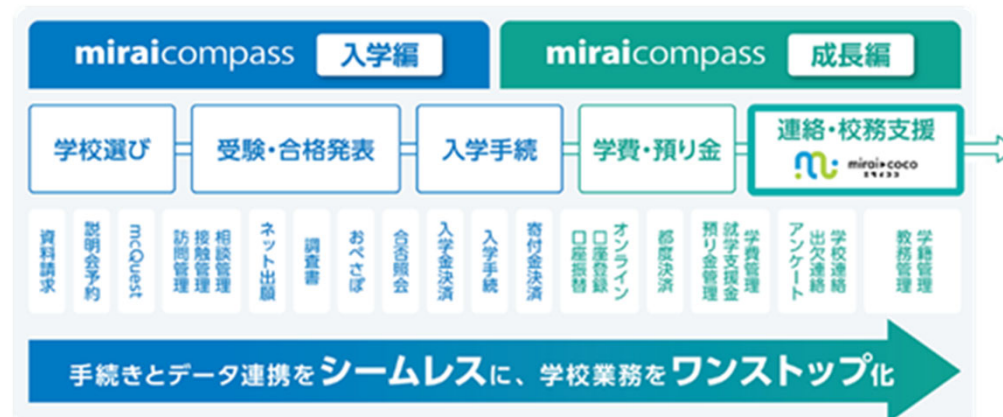 miraicompass 入学編
miraicompass 成長編
学校選び
受験・合格発表
入学手続
学費・預り金
連絡・校務支援
mirai▸coco
ミライココ
資料請求
説明会予約
mcQuest
相談管理
接触管理
訪問管理
ネット出願
調査書
おぺさぽ
合否照会
入学金決済
入学手続
寄付金決済
オンライン
口座登録
口座振替
都度決済
学費管理
就学支援金
預り金管理
学校連絡
出欠連絡
アンケート
学籍管理
教務管理
手続きとデータ連携をシームレスに、学校業務をワンストップ化